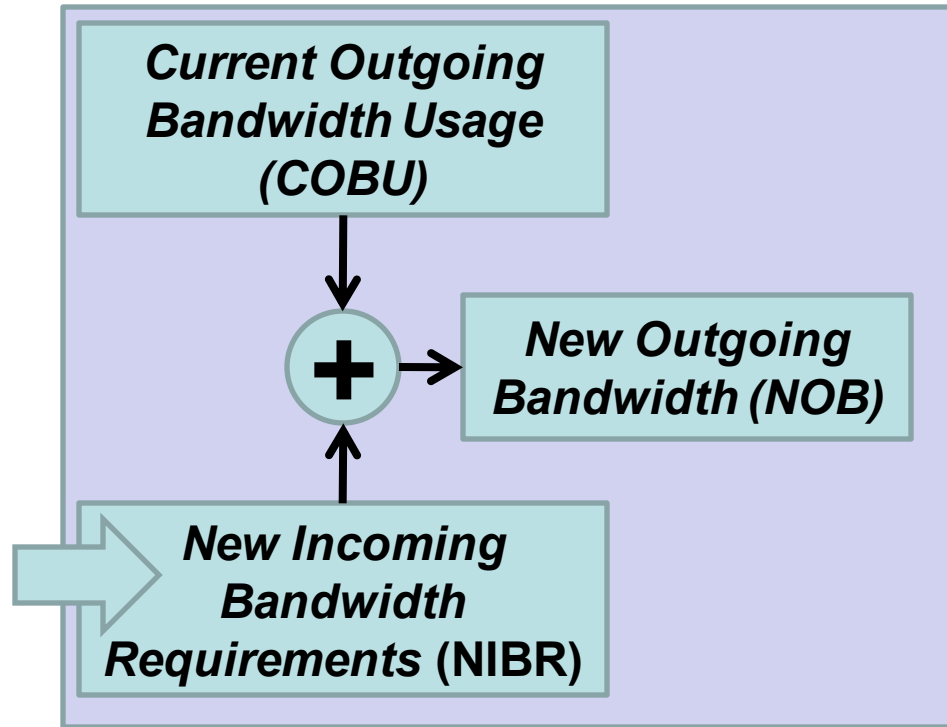 Current Outgoing
Bandwidth Usage
(COBU)
+
New Outgoing
Bandwidth (NOB)
New Incoming
Bandwidth
Requirements (NIBR)